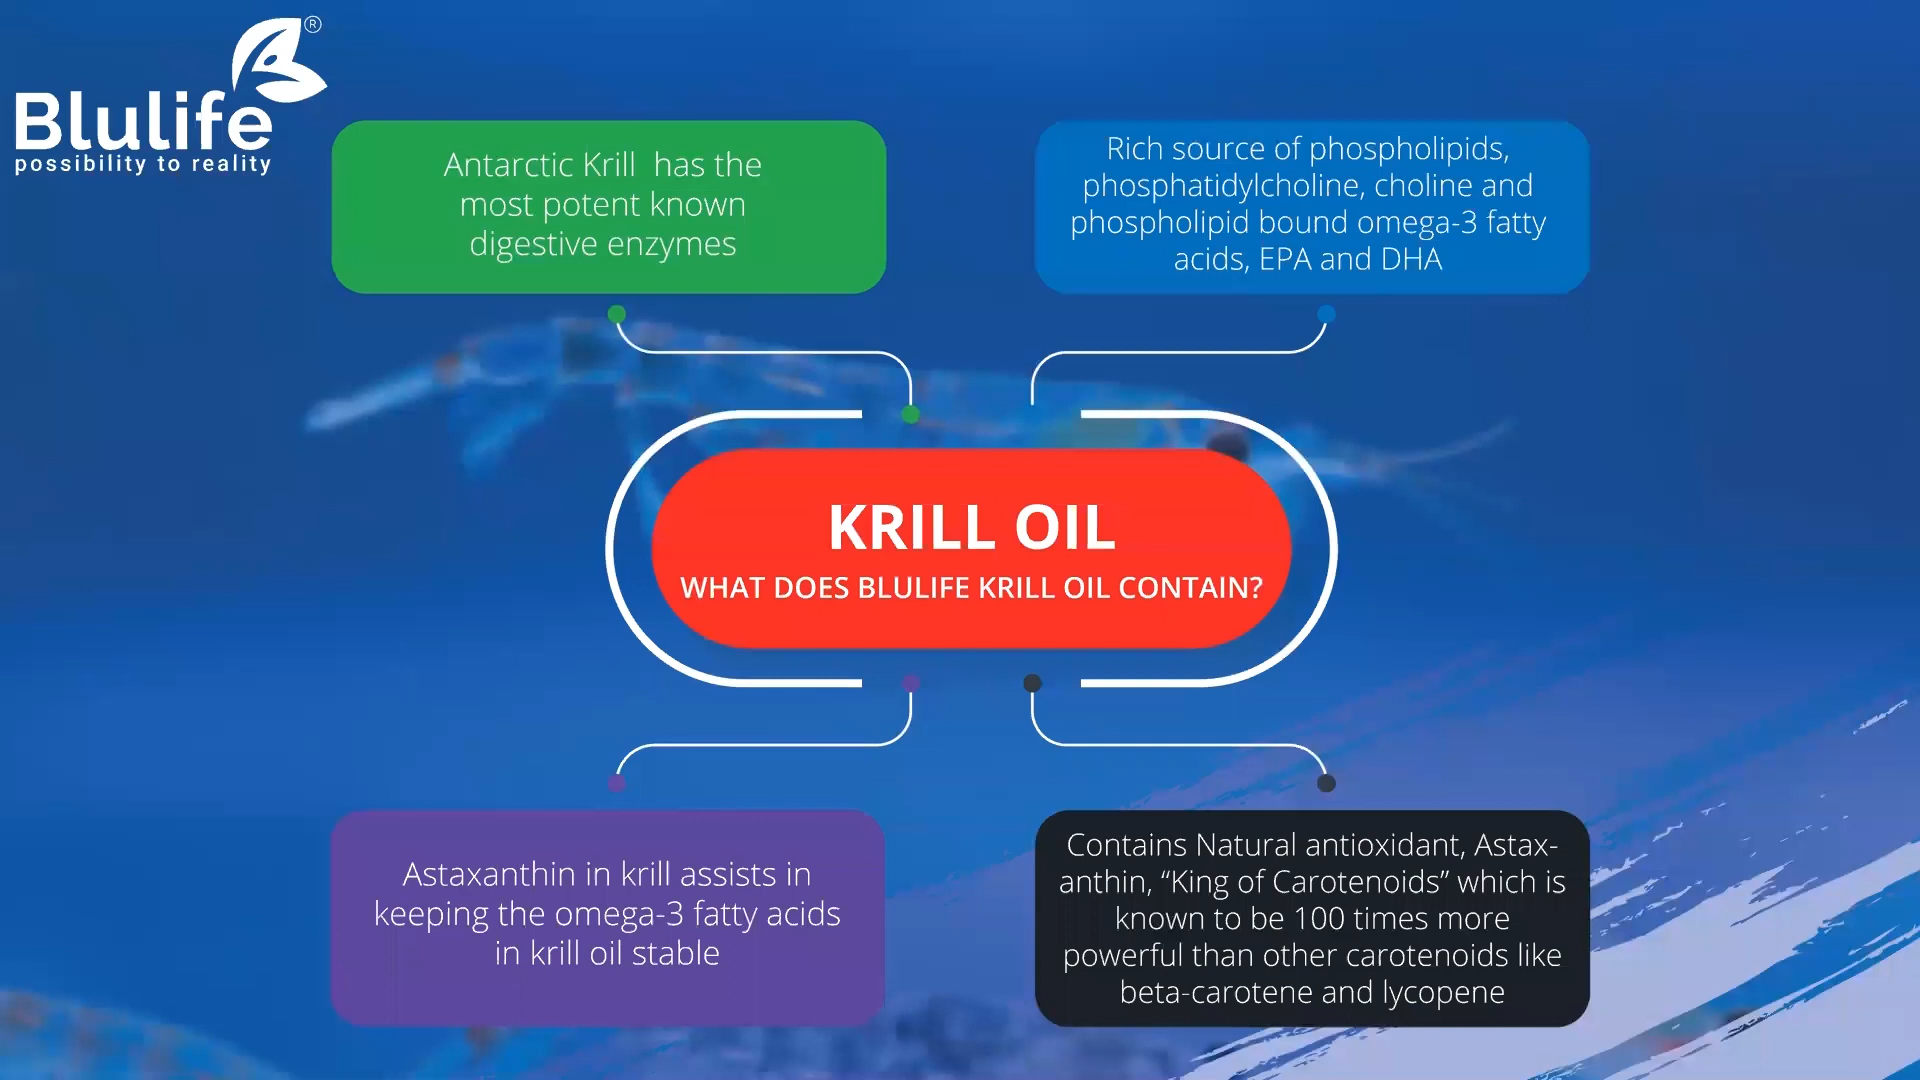 ®
Blulife
possibility to reality
Antarctic Krill has the
most potent known
digestive enzymes
Rich source of phospholipids,
phosphatidylcholine, choline and
phospholipid bound omega-3 fatty
acids, EPA and DHA
KRILL OIL
WHAT DOES BLULIFE KRILL OIL CONTAIN?
Astaxanthin in krill assists in
keeping the omega-3 fatty acids
in krill oil stable
Contains Natural antioxidant, Astax-
anthin, “King of Carotenoids” which is
known to be 100 times more
powerful than other carotenoids like
beta-carotene and lycopene